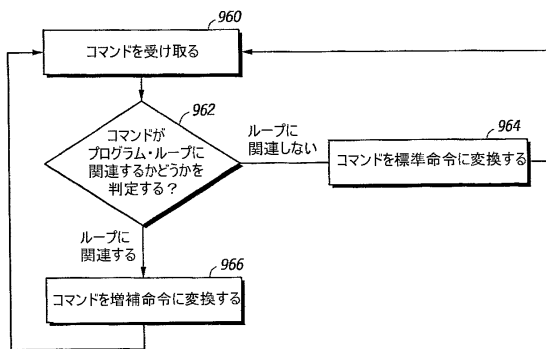 960
コマンドを受け取る
962
コマンドが
プログラム・ループに
関連するかどうかを
判定する?
ループに
関連しない
964
コマンドを標準命令に変換する
ループに
関連する
966
コマンドを増補命令に変換する